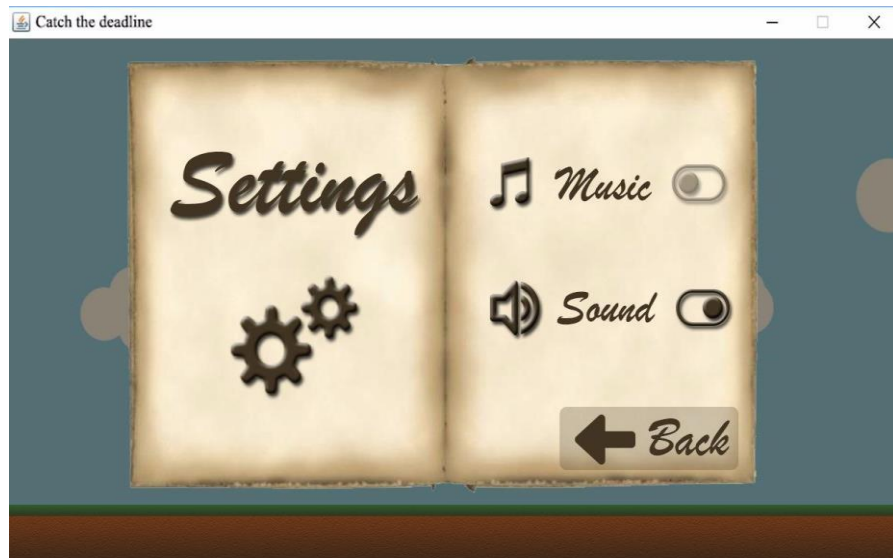 Catch the deadline
Settings
Music
Sound
Back